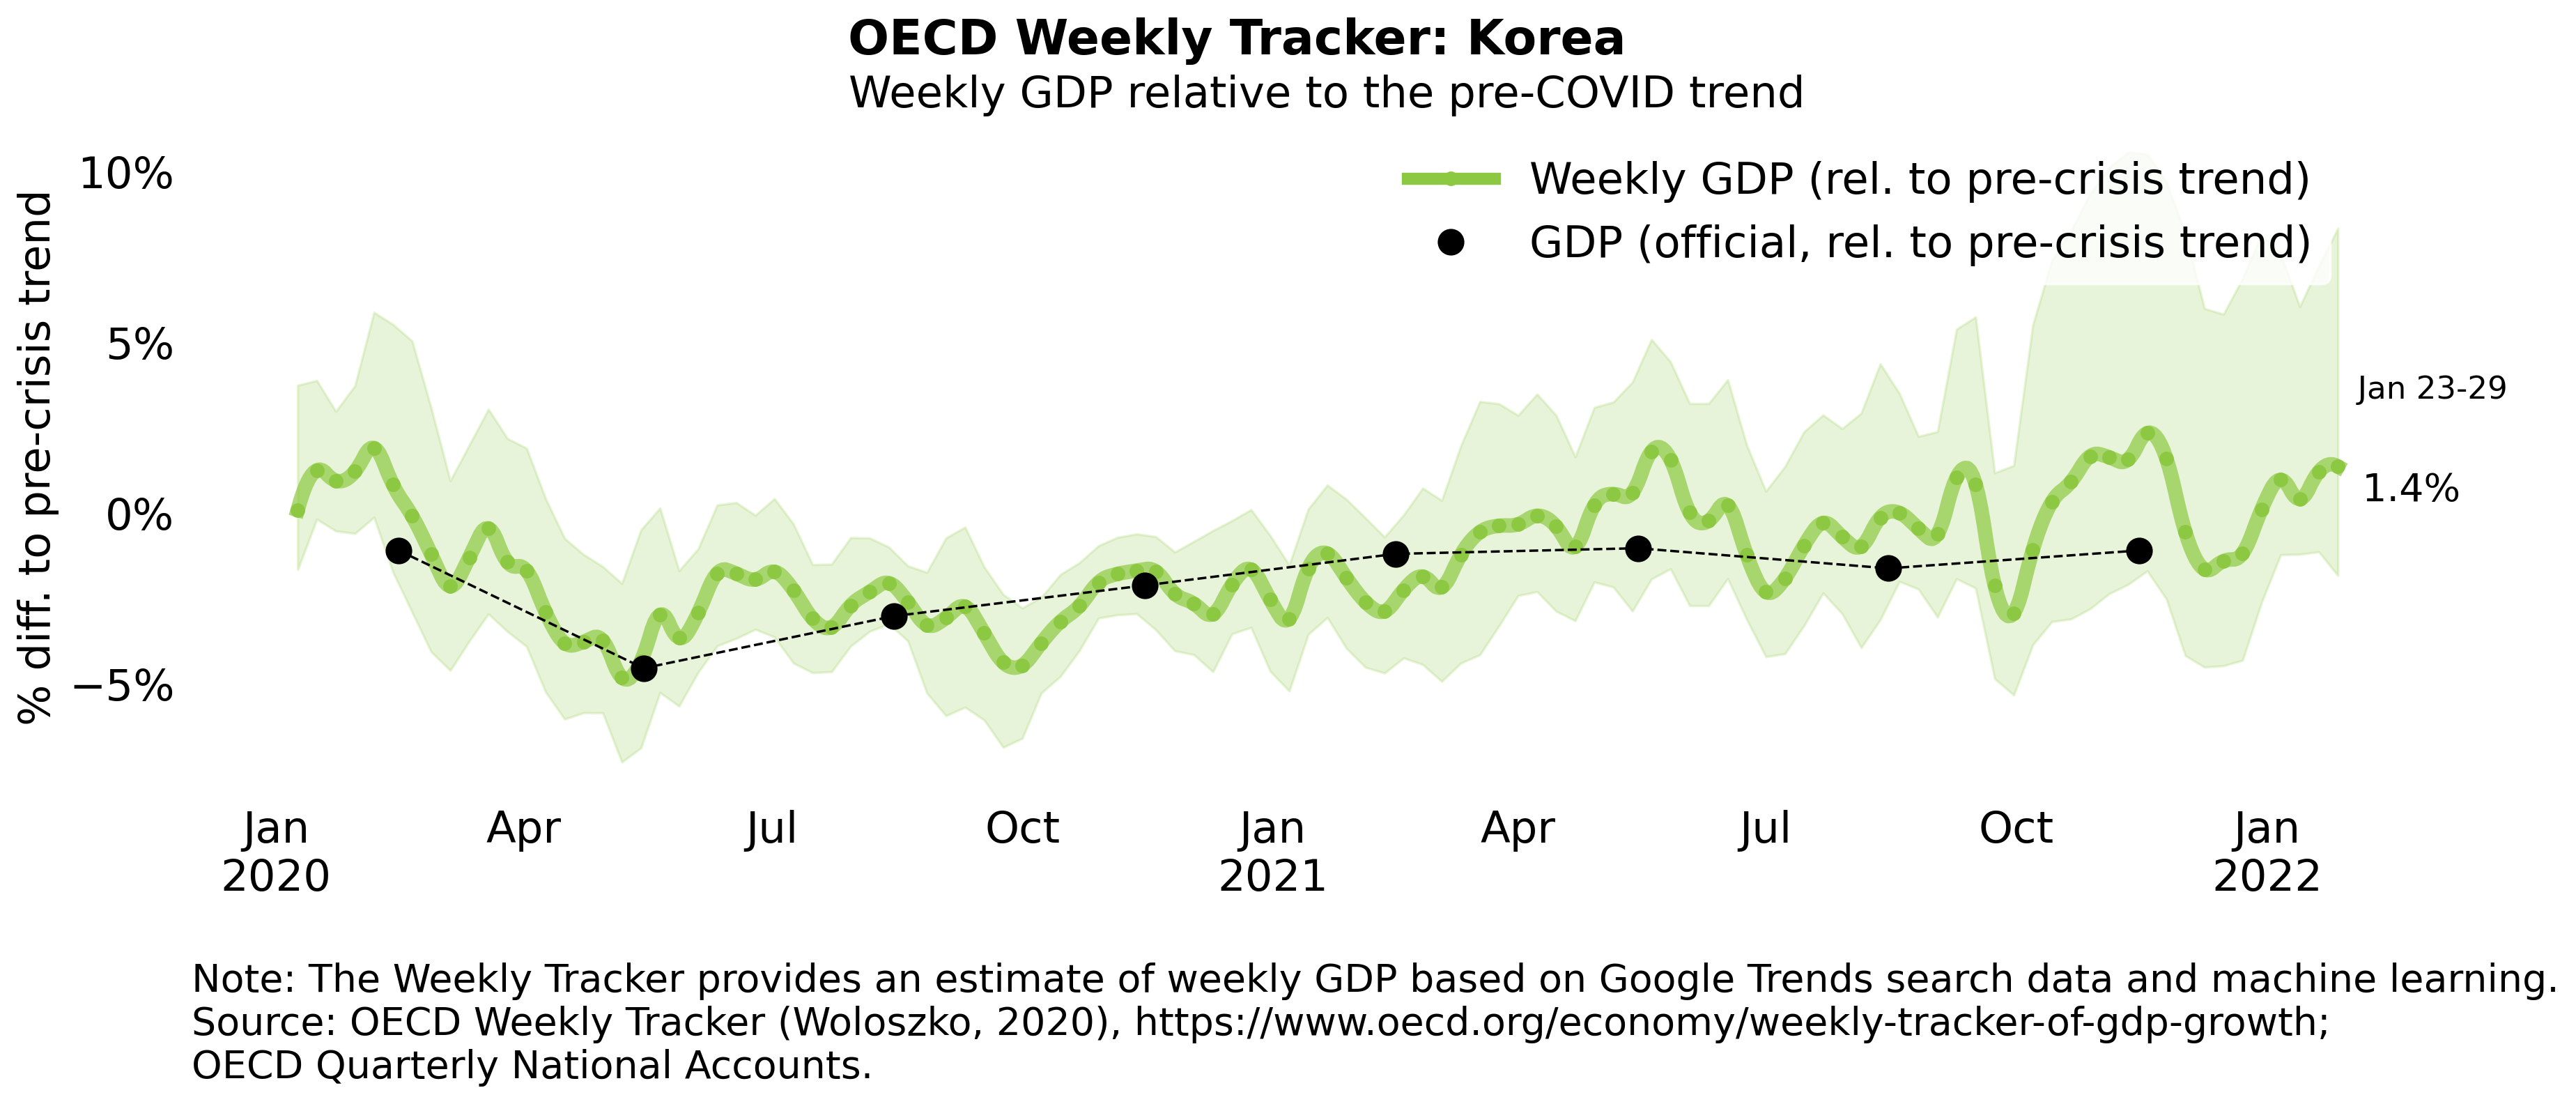 OECD Weekly Tracker: Korea
Weekly GDP relative to the pre-COVID trend
Weekly GDP (rel. to pre-crisis trend)
GDP (official, rel. to pre-crisis trend)
% diff. to pre-crisis trend
10%
5%
0%
−5%
Jan 23-29
1.4%
Jan Apr Jul Oct Jan Apr Jul Oct Jan
2020 2021 2022
Note: The Weekly Tracker provides an estimate of weekly GDP based on Google Trends search data and machine learning.
Source: OECD Weekly Tracker (Woloszko, 2020), https://www.oecd.org/economy/weekly-tracker-of-gdp-growth;
OECD Quarterly National Accounts.